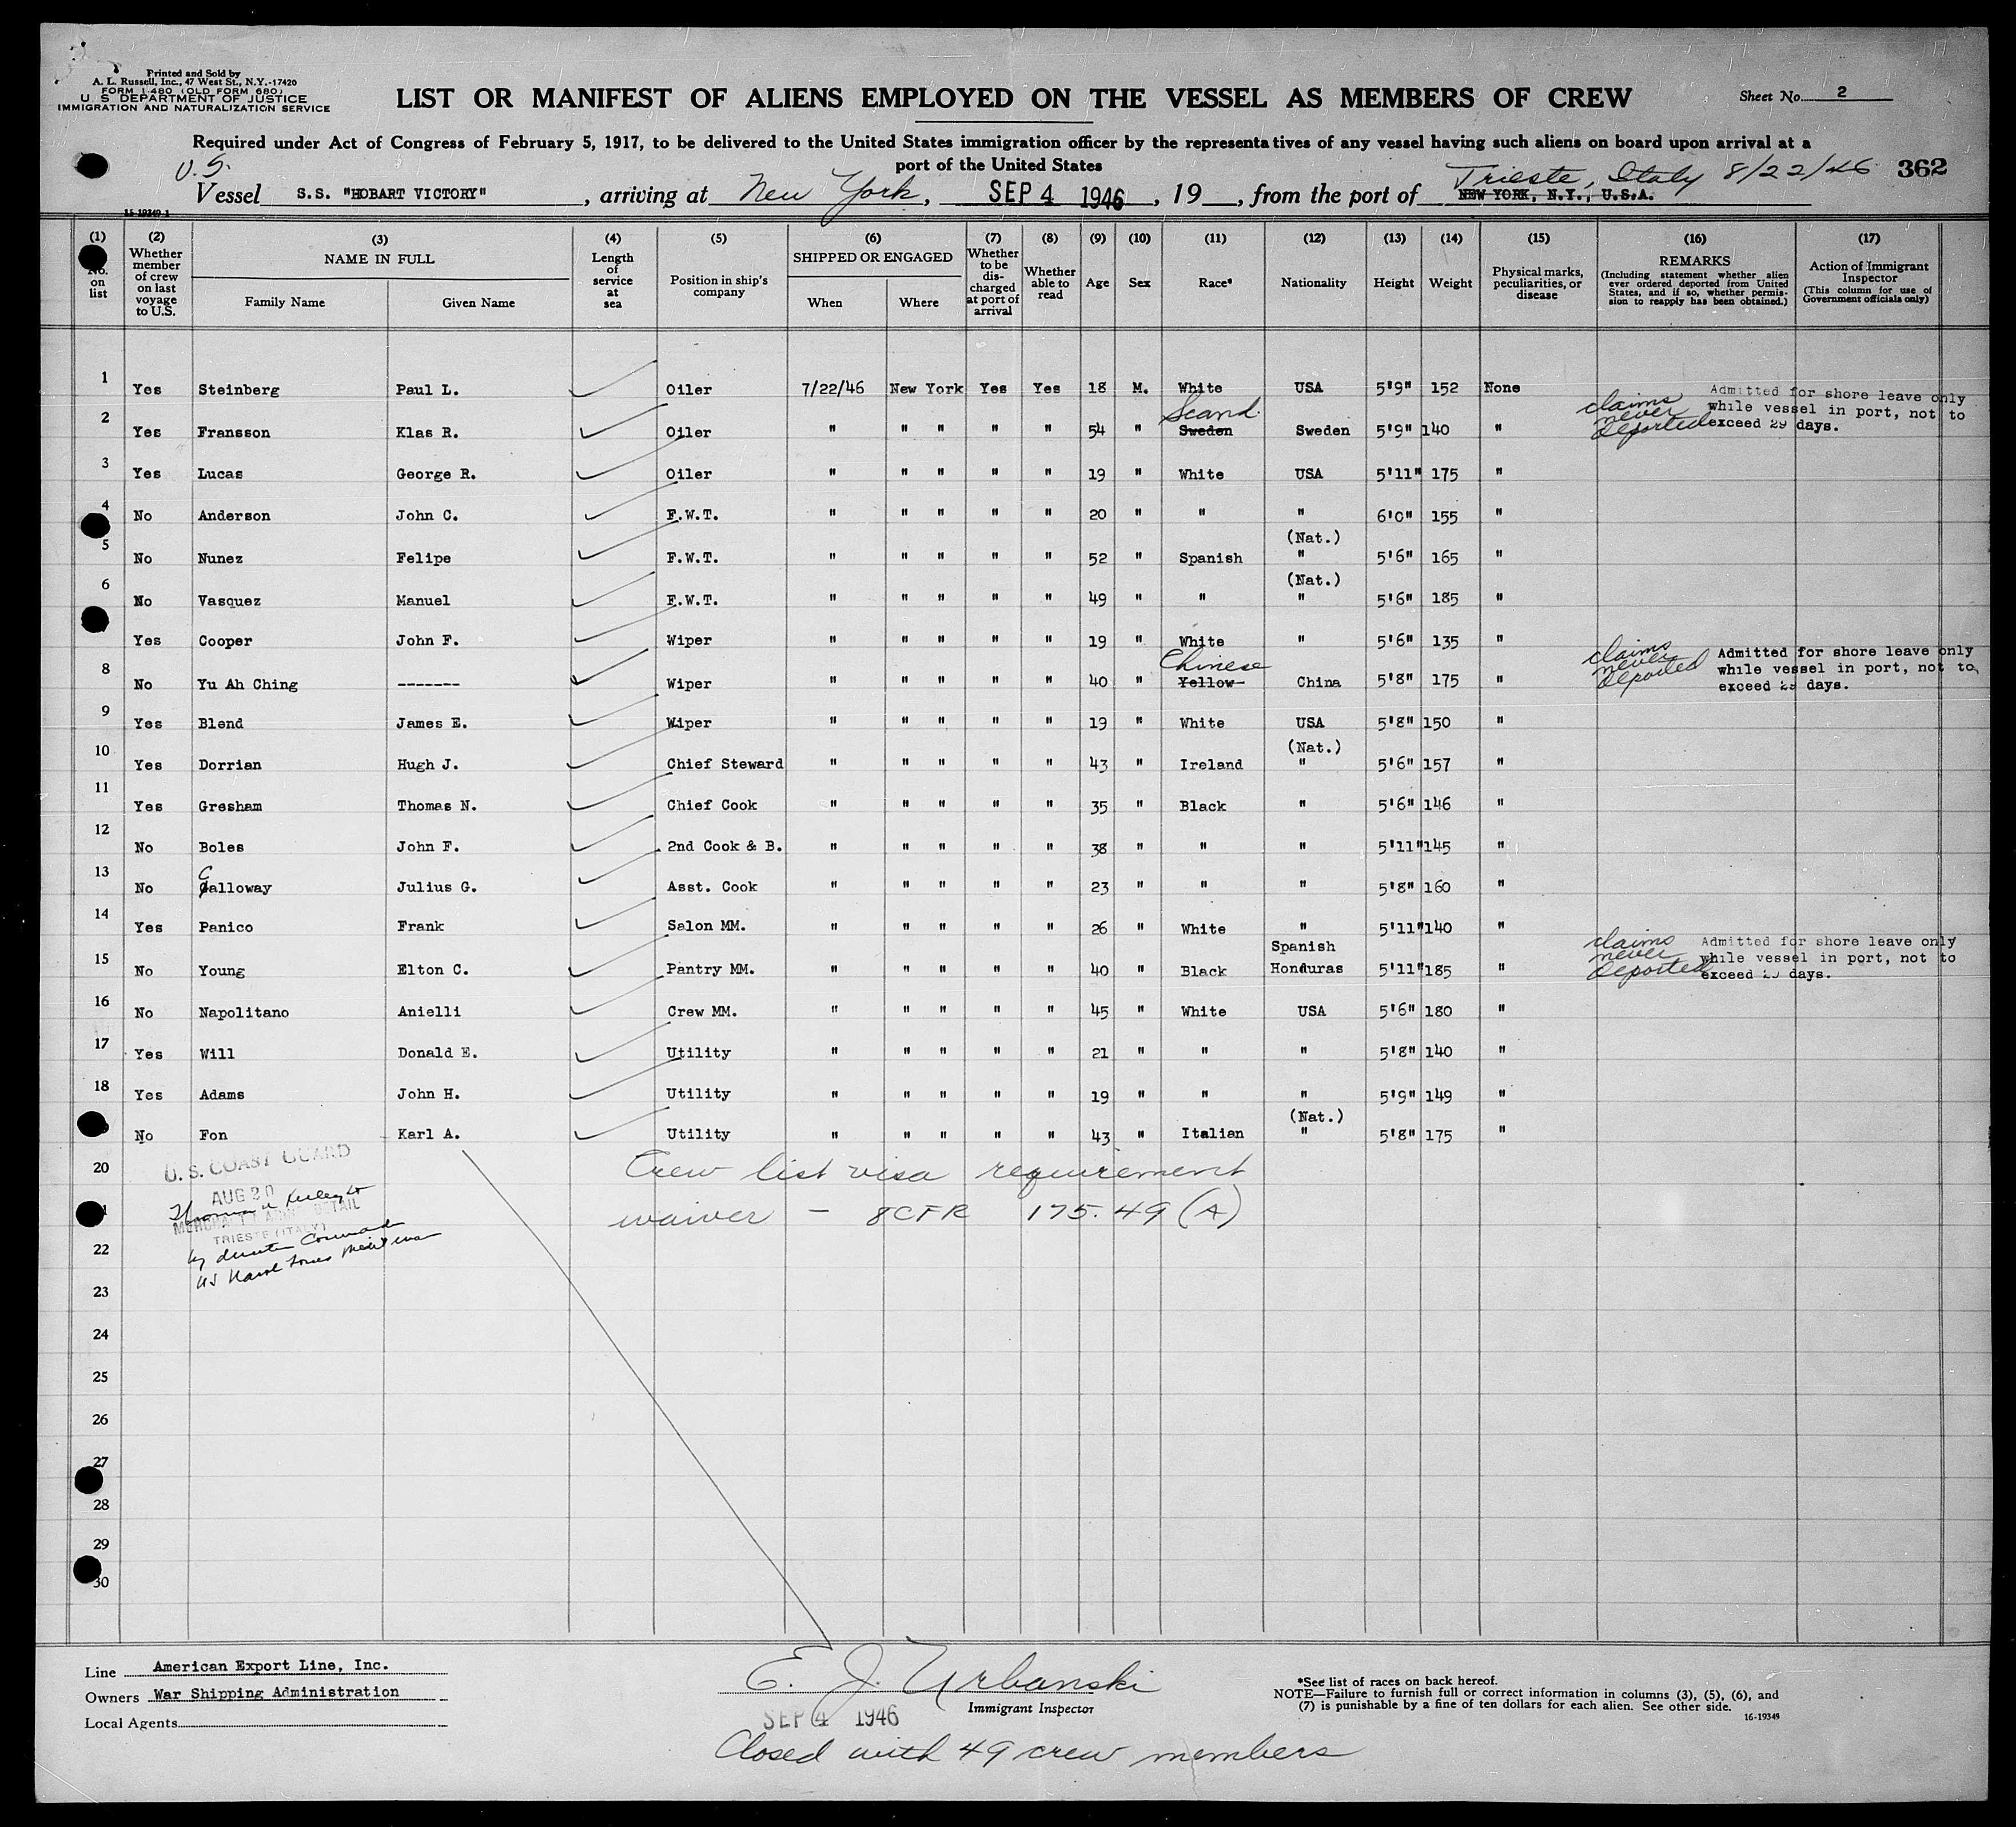 Printed and Sold by
A. L. Russell, Inc., 47 West St., N.Y.-17420
FORM I-480 (OLD FORM 680)
U S DEPARTMENT OF JUSTICE
IMMIGRATION AND NATURALIZATION SERVICE
LIST OR MANIFEST OF ALIENS EMPLOYED ON THE VESSEL AS MEMBERS OF CREW
Sheet No. 2
Required under Act of Congress of February 5, 1917, to be delivered to the United States immigration officer by the representatives of any vessel having such aliens on board upon arrival at a
port of the United States
U.S.
Trieste, Italy 8/22/46 362
Vessel S.S. "HOBART VICTORY", arriving at New York, SEP 4 1946, 19__, from the port of NEW YORK, N.Y., U.S.A.
15-19349-1
(1) No. on list
(2) Whether member of crew on last voyage to U.S.
(3) NAME IN FULL Family Name Given Name
(4) Length of service at sea
(5) Position in ship's company
(6) SHIPPED OR ENGAGED When Where
(7) Whether to be discharged at port of arrival
(8) Whether able to read
(9) Age
(10) Sex
(11) Race*
(12) Nationality
(13) Height
(14) Weight
(15) Physical marks, peculiarities, or disease
(16) REMARKS (Including statement whether alien ever ordered deported from United States, and if so, whether permission to reapply has been obtained.)
(17) Action of Immigrant Inspector (This column for use of Government officials only)
1 Yes Steinberg Paul L. Oiler 7/22/46 New York Yes Yes 18 M. White USA 5'9" 152 None
2 Yes Fransson Klas R. Oiler " " " " " 54 " Sweden Scand. Sweden 5'9" 140 " claims never deported Admitted for shore leave only while vessel in port, not to exceed 29 days.
3 Yes Lucas George R. Oiler " " " " " 19 " White USA 5'11" 175 "
4 No Anderson John C. F.W.T. " " " " " 20 " " " 6'0" 155 "
5 No Nunez Felipe F.W.T. " " " " " 52 " Spanish (Nat.) " 5'6" 165 "
6 No Vasquez Manuel F.W.T. " " " " " 49 " " (Nat.) " 5'6" 185 "
Yes Cooper John F. Wiper " " " " " 19 " White " 5'6" 135 "
8 No Yu Ah Ching ------- Wiper " " " " " 40 " Yellow Chinese China 5'8" 175 " claims never deported Admitted for shore leave only while vessel in port, not to exceed days.
9 Yes Blend James E. Wiper " " " " " 19 " White USA 5'8" 150 "
10 Yes Dorrian Hugh J. Chief Steward " " " " " 43 " Ireland (Nat.) " 5'6" 157 "
11 Yes Gresham Thomas N. Chief Cook " " " " " 35 " Black " 5'6" 146 "
12 No Boles John F. 2nd Cook & B. " " " " " 38 " " " 5'11" 145 "
13 No Galloway Julius G. Asst. Cook " " " " " 23 " " " 5'8" 160 "
14 Yes Panico Frank Salon MM. " " " " " 26 " White " 5'11" 140 "
15 No Young Elton C. Pantry MM. " " " " " 40 " Black Spanish Honduras 5'11" 185 " claims never deported Admitted for shore leave only while vessel in port, not to exceed days.
16 No Napolitano Anielli Crew MM. " " " " " 45 " White USA 5'6" 180 "
17 Yes Will Donald E. Utility " " " " " 21 " " " 5'8" 140 "
18 Yes Adams John H. Utility " " " " " 19 " " " 5'9" 149 "
No Fon Karl A. Utility " " " " " 43 " Italian (Nat.) " 5'8" 175 "
20 Crew list visa requirement
waiver - 8CFR 175.49 (A)
U. S. COAST GUARD
AUG 20
MERCHANT MARINE DETAIL
TRIESTE (ITALY)
22
23
24
25
26
27
28
29
30
Line American Export Line, Inc.
Owners War Shipping Administration
Local Agents
E. J. Urbanski
Immigrant Inspector
SEP 4 1946
Closed with 49 crew members
*See list of races on back hereof.
NOTE—Failure to furnish full or correct information in columns (3), (5), (6), and
(7) is punishable by a fine of ten dollars for each alien. See other side.
16-19349